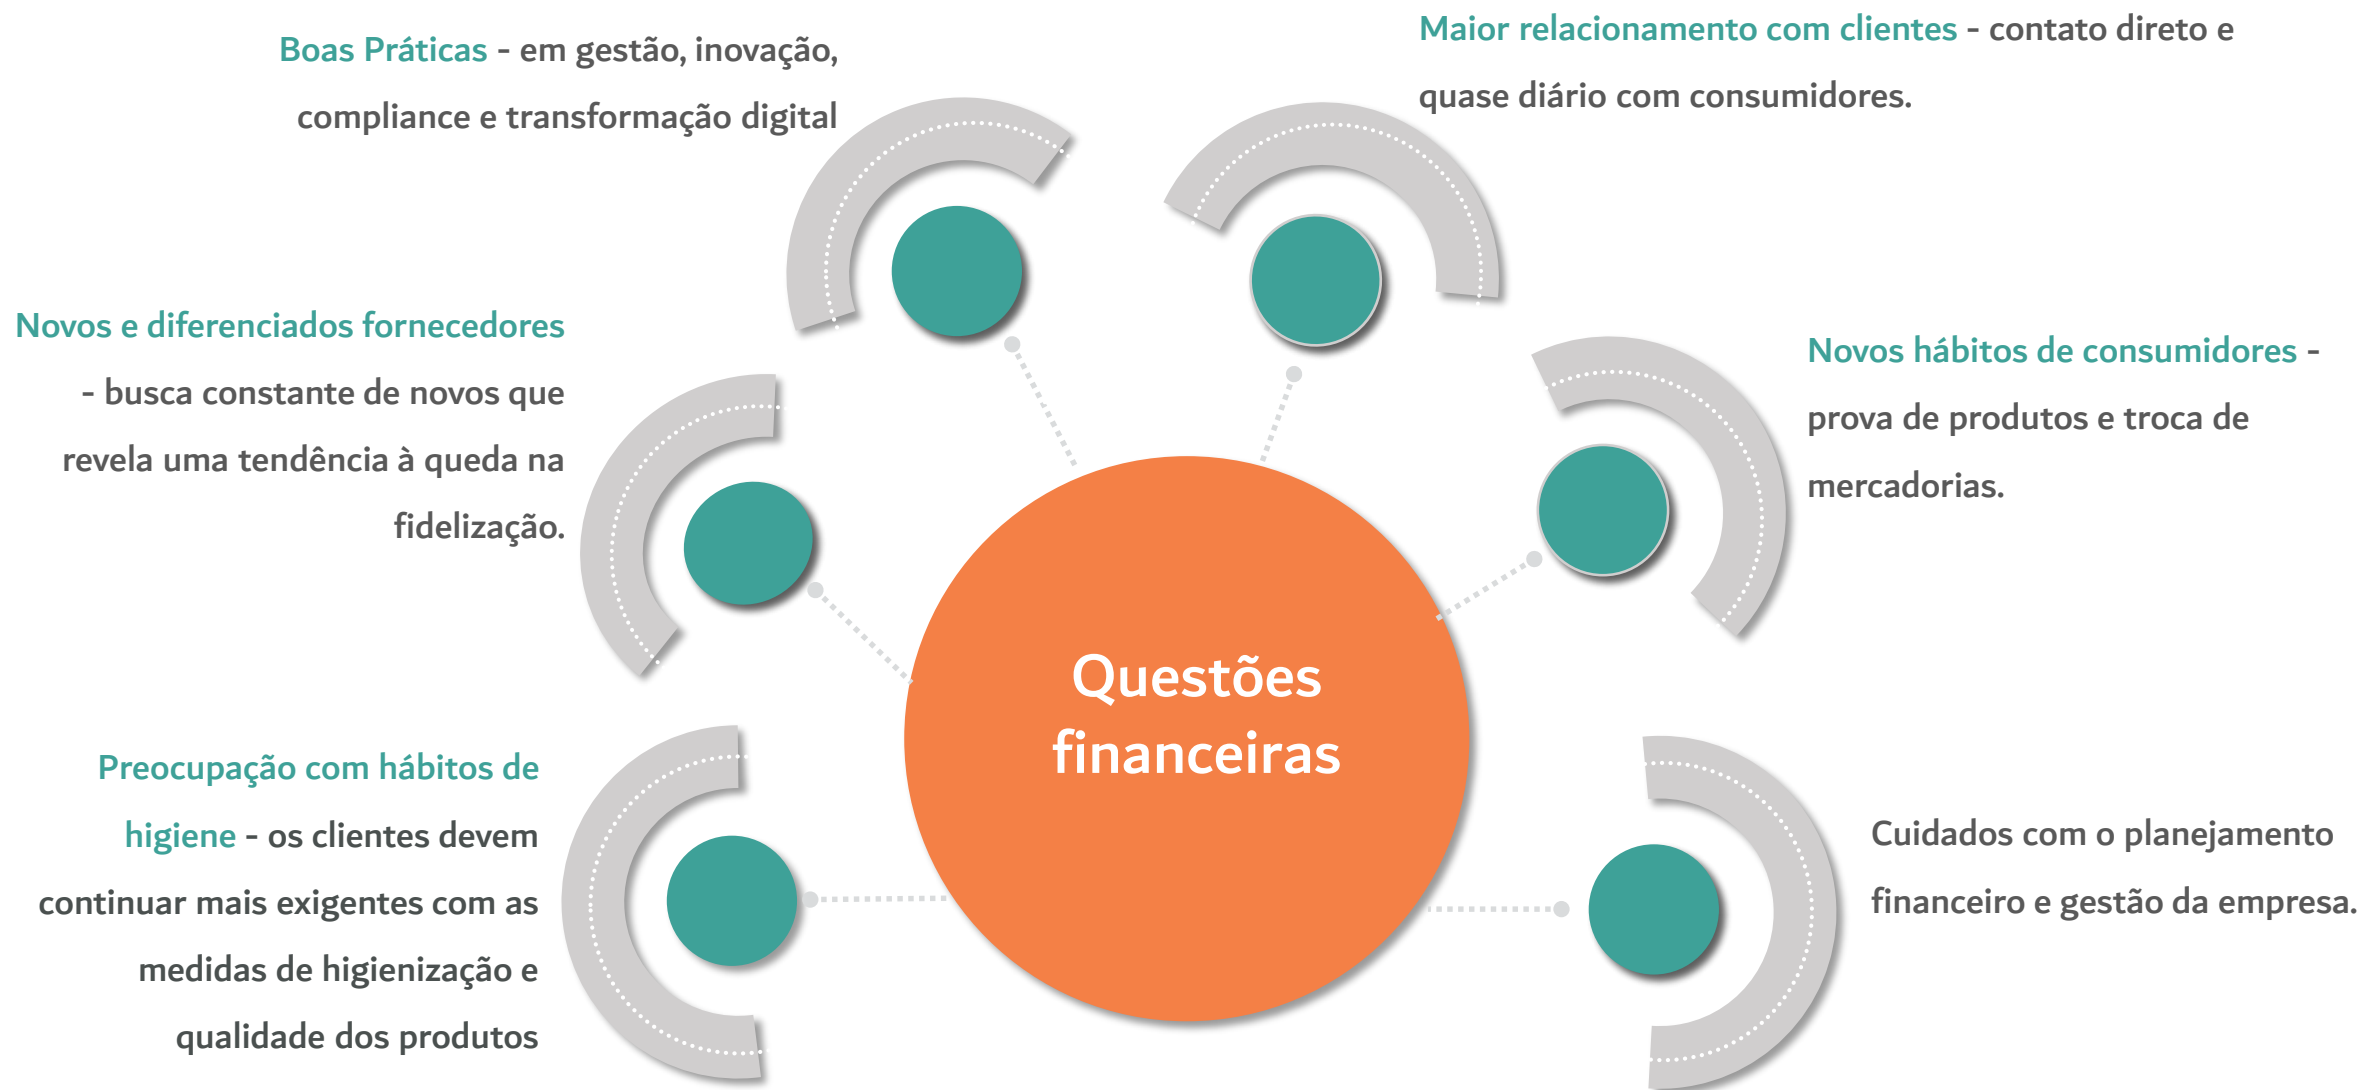 Boas Práticas - em gestão, inovação,
compliance e transformação digital
Maior relacionamento com clientes - contato direto e
quase diário com consumidores.
Novos e diferenciados fornecedores
- busca constante de novos que
revela uma tendência à queda na
fidelização.
Novos hábitos de consumidores -
prova de produtos e troca de
mercadorias.
Questões
financeiras
Preocupação com hábitos de
higiene - os clientes devem
continuar mais exigentes com as
medidas de higienização e
qualidade dos produtos
Cuidados com o planejamento
financeiro e gestão da empresa.